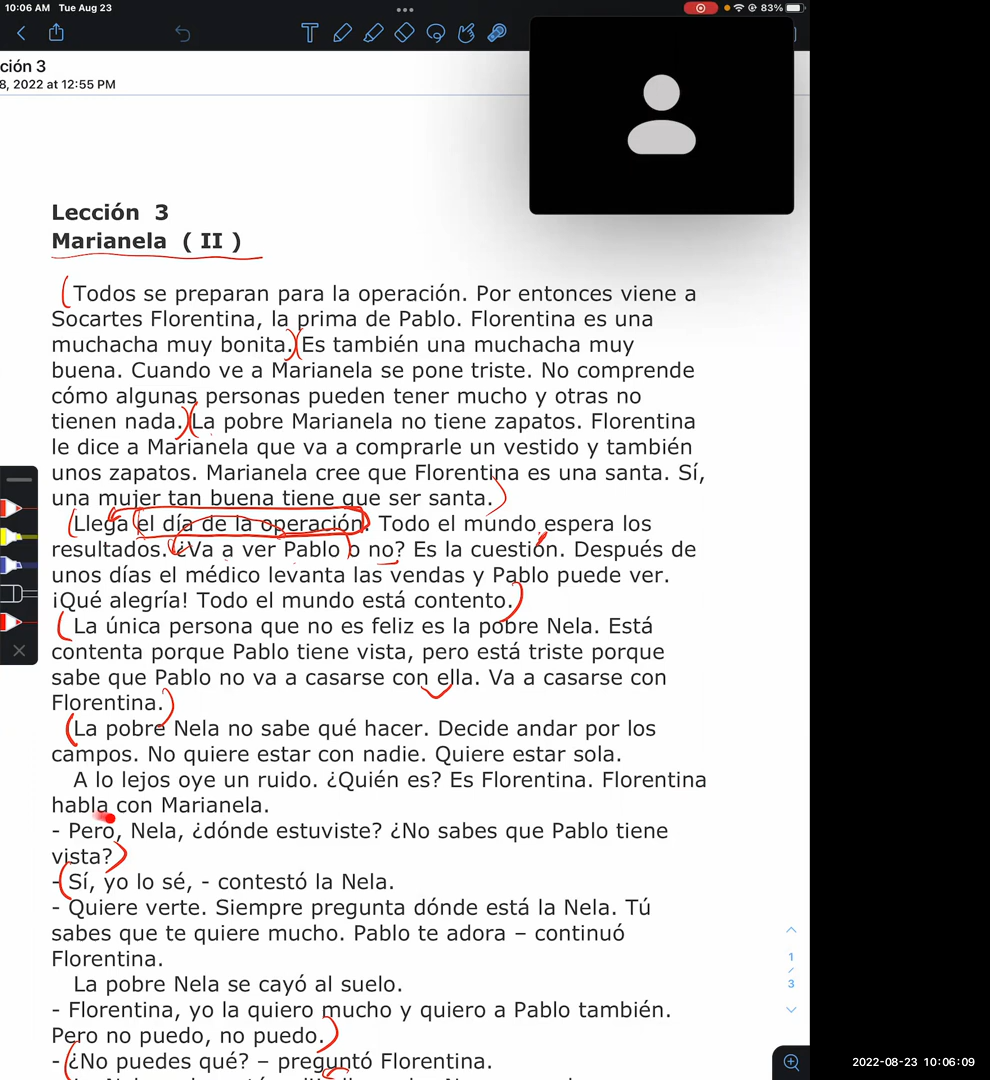 10:06 AM Tue Aug 23
83%
ción 3
8, 2022 at 12:55 PM
Lección 3
Marianela ( II )
Todos se preparan para la operación. Por entonces viene a
Socartes Florentina, la prima de Pablo. Florentina es una
muchacha muy bonita. Es también una muchacha muy
buena. Cuando ve a Marianela se pone triste. No comprende
cómo algunas personas pueden tener mucho y otras no
tienen nada. La pobre Marianela no tiene zapatos. Florentina
le dice a Marianela que va a comprarle un vestido y también
unos zapatos. Marianela cree que Florentina es una santa. Sí,
una mujer tan buena tiene que ser santa.
Llega el día de la operación. Todo el mundo espera los
resultados. ¿Va a ver Pablo o no? Es la cuestión. Después de
unos días el médico levanta las vendas y Pablo puede ver.
¡Qué alegría! Todo el mundo está contento.
La única persona que no es feliz es la pobre Nela. Está
contenta porque Pablo tiene vista, pero está triste porque
sabe que Pablo no va a casarse con ella. Va a casarse con
Florentina.
La pobre Nela no sabe qué hacer. Decide andar por los
campos. No quiere estar con nadie. Quiere estar sola.
A lo lejos oye un ruido. ¿Quién es? Es Florentina. Florentina
habla con Marianela.
- Pero, Nela, ¿dónde estuviste? ¿No sabes que Pablo tiene
vista?
- Sí, yo lo sé, - contestó la Nela.
- Quiere verte. Siempre pregunta dónde está la Nela. Tú
sabes que te quiere mucho. Pablo te adora – continuó
Florentina.
La pobre Nela se cayó al suelo.
- Florentina, yo la quiero mucho y quiero a Pablo también.
Pero no puedo, no puedo.
- ¿No puedes qué? – preguntó Florentina.
1
/
3
2022-08-23 10:06:09